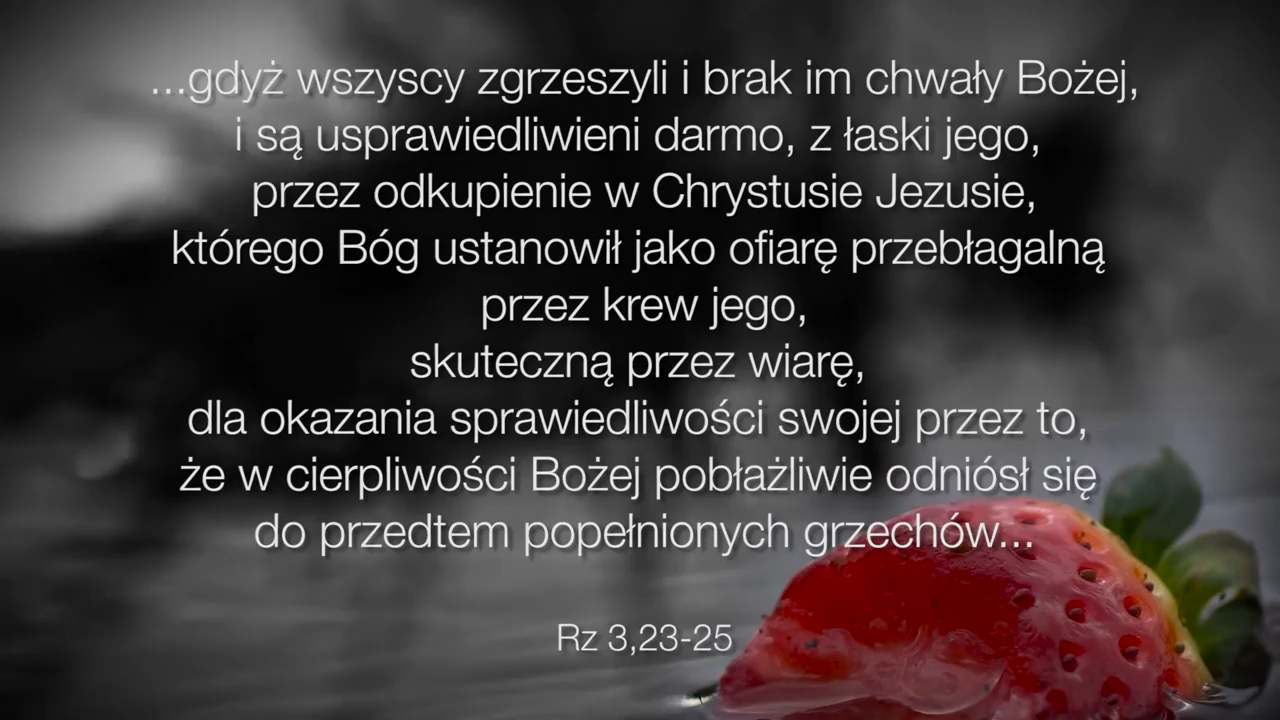 ...gdyż wszyscy zgrzeszyli i brak im chwały Bożej,
i są usprawiedliwieni darmo, z łaski jego,
przez odkupienie w Chrystusie Jezusie,
którego Bóg ustanowił jako ofiarę przebłagalną
przez krew jego,
skuteczną przez wiarę,
dla okazania sprawiedliwości swojej przez to,
że w cierpliwości Bożej pobłażliwie odniósł się
do przedtem popełnionych grzechów...
Rz 3,23-25